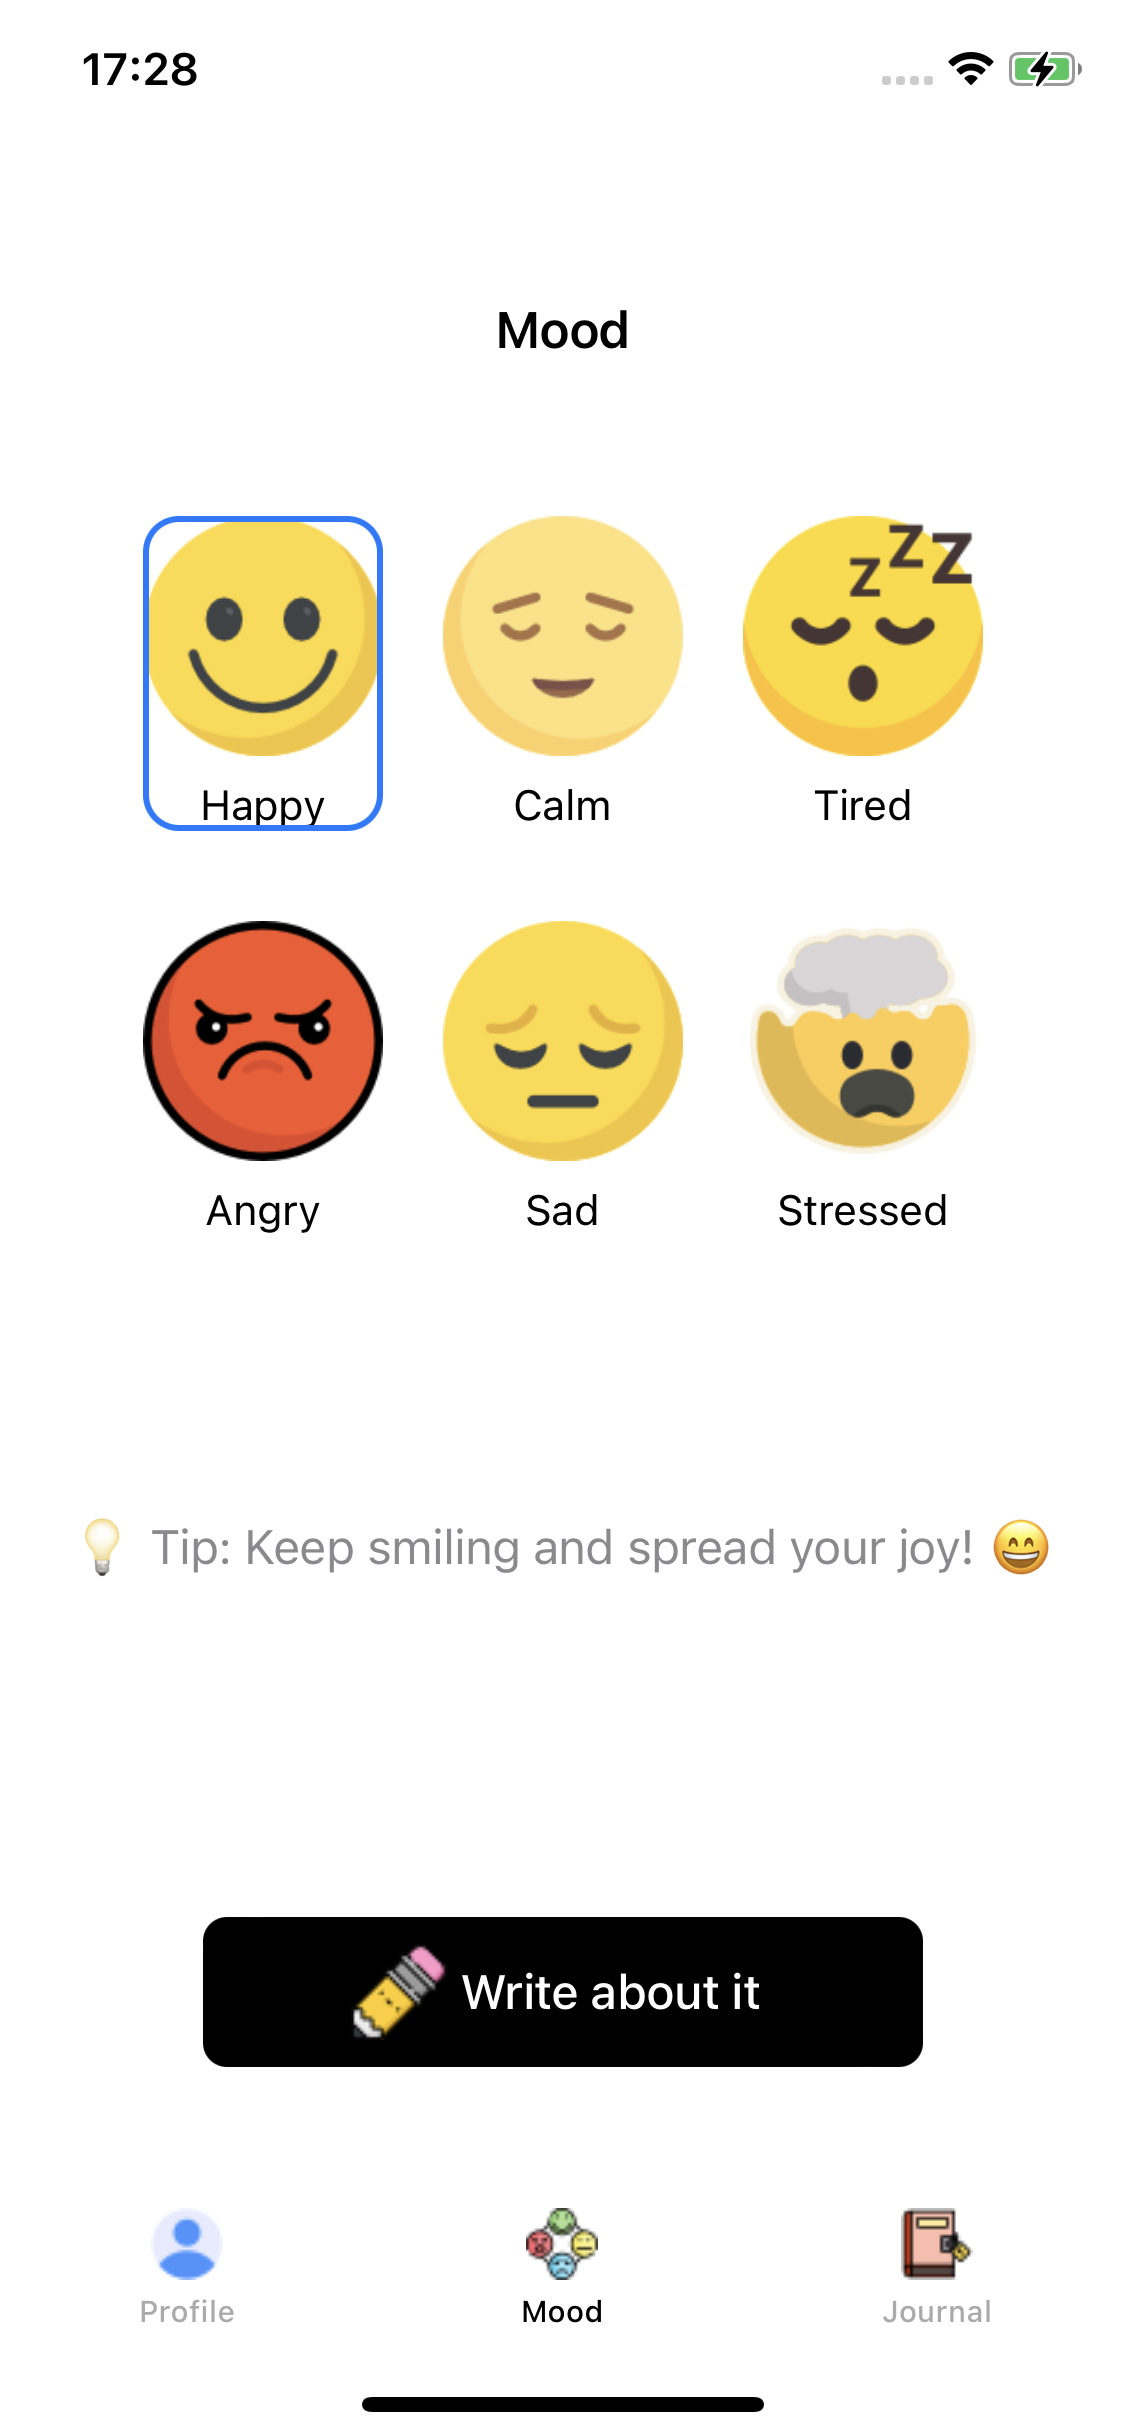 17:28
Mood
Happy
Calm
Tired
Angry
Sad
Stressed
Tip: Keep smiling and spread your joy!
Write about it
Profile
Mood
Journal